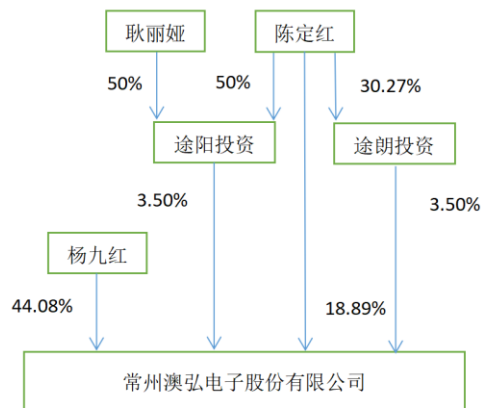 耿丽娅
陈定红
50%
50%
30.27%
途阳投资
途朗投资
3.50%
3.50%
杨九红
44.08%
18.89%
常州澳弘电子股份有限公司